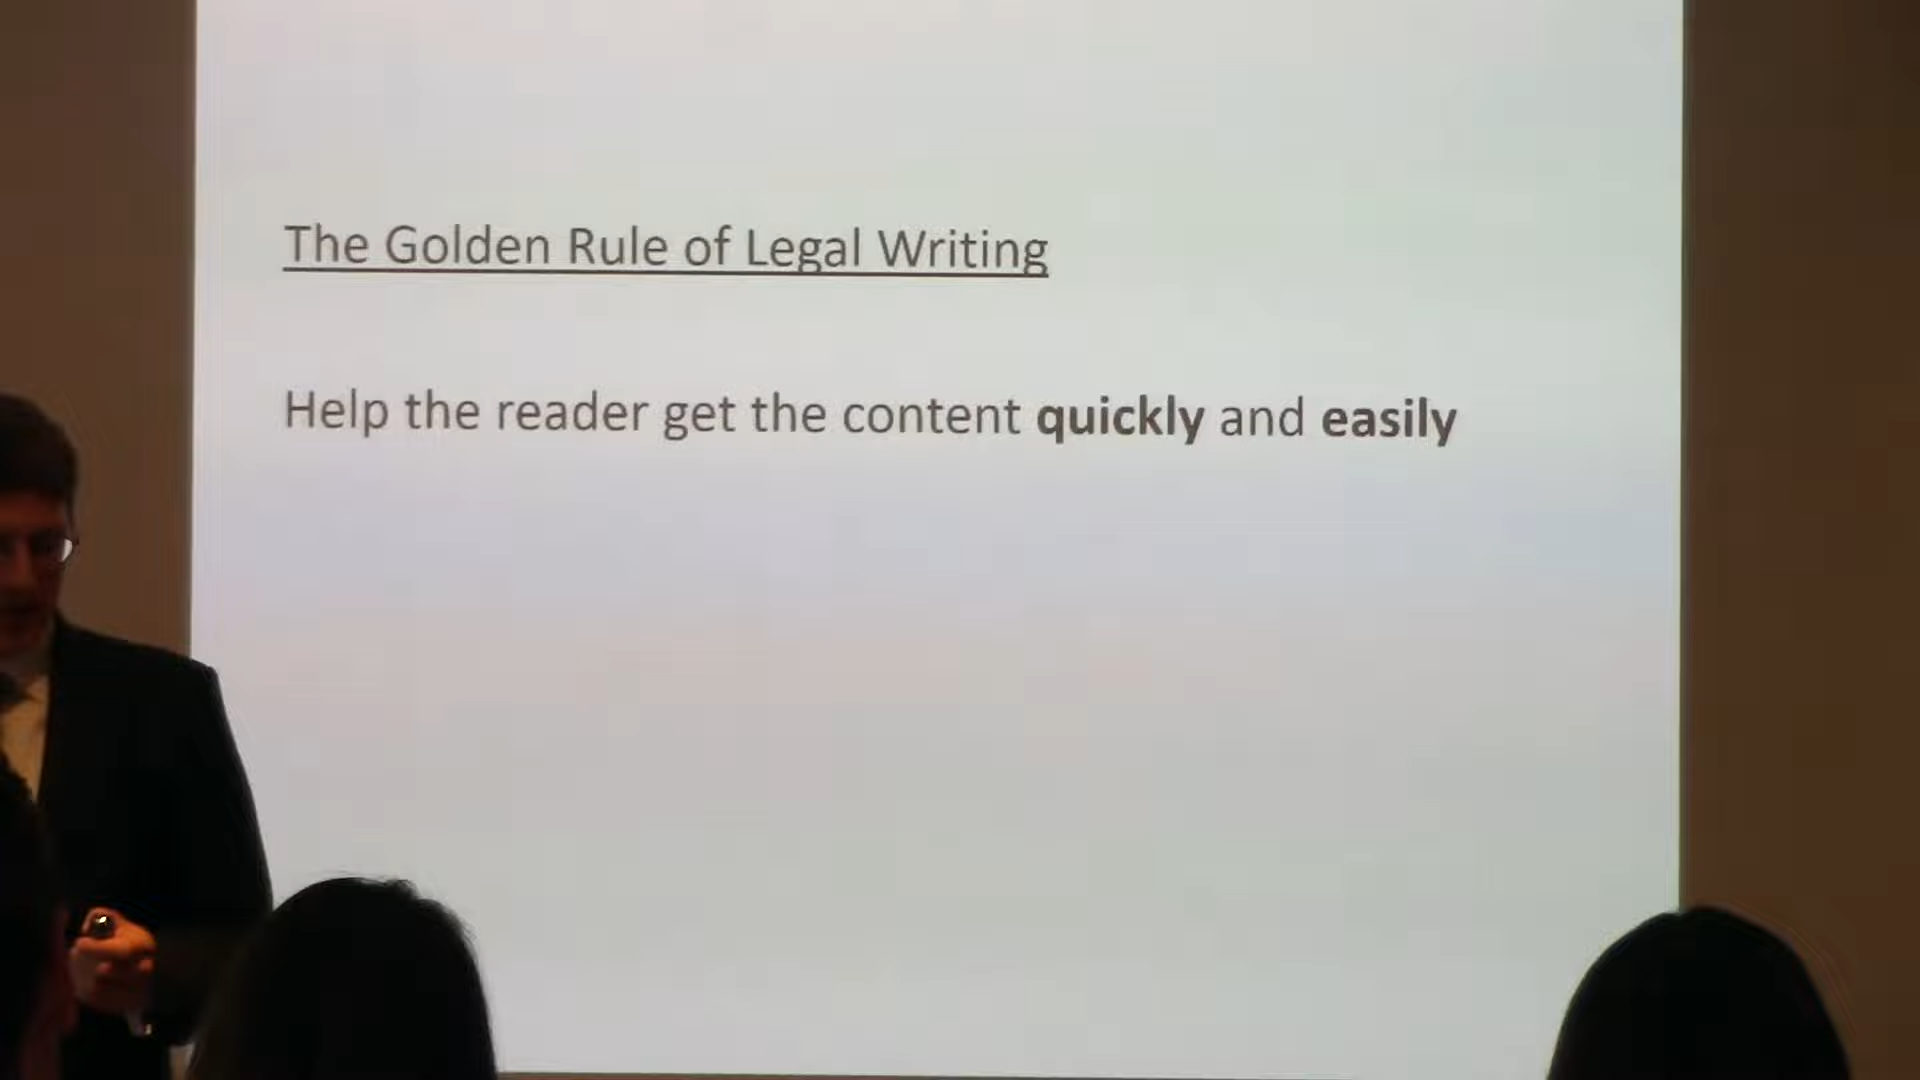 The Golden Rule of Legal Writing
Help the reader get the content quickly and easily